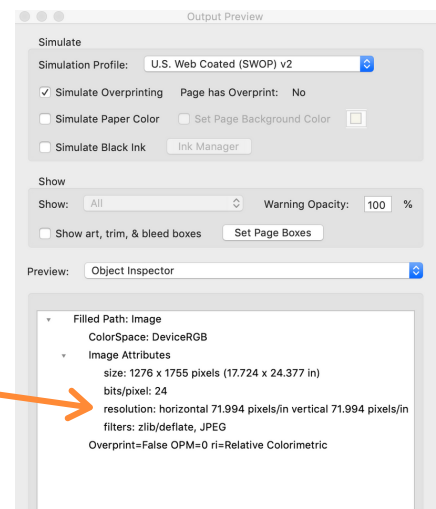 Output Preview
Simulate
Simulation Profile: U.S. Web Coated (SWOP) v2
Simulate Overprinting Page has Overprint: No
Simulate Paper Color Set Page Background Color
Simulate Black Ink Ink Manager
Show
Show: All Warning Opacity: 100 %
Show art, trim, & bleed boxes Set Page Boxes
Preview: Object Inspector
Filled Path: Image
ColorSpace: DeviceRGB
Image Attributes
size: 1276 x 1755 pixels (17.724 x 24.377 in)
bits/pixel: 24
resolution: horizontal 71.994 pixels/in vertical 71.994 pixels/in
filters: zlib/deflate, JPEG
Overprint=False OPM=0 ri=Relative Colorimetric